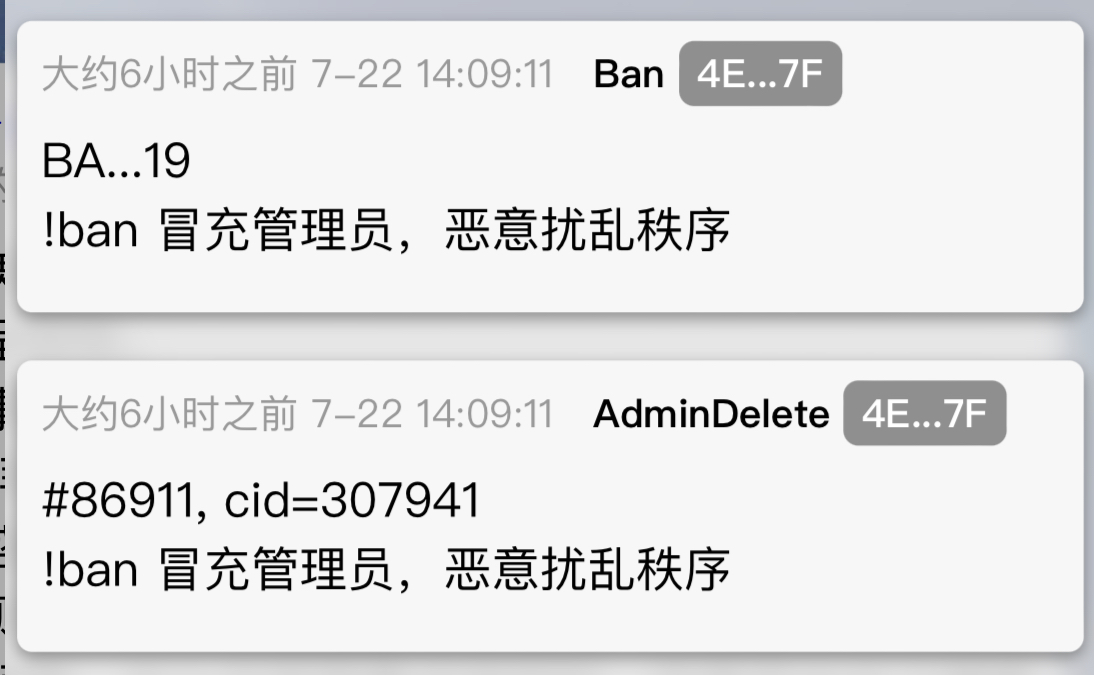 大约6小时之前 7-22 14:09:11 Ban 4E...7F
BA...19
!ban 冒充管理员，恶意扰乱秩序
大约6小时之前 7-22 14:09:11 AdminDelete 4E...7F
#86911, cid=307941
!ban 冒充管理员，恶意扰乱秩序